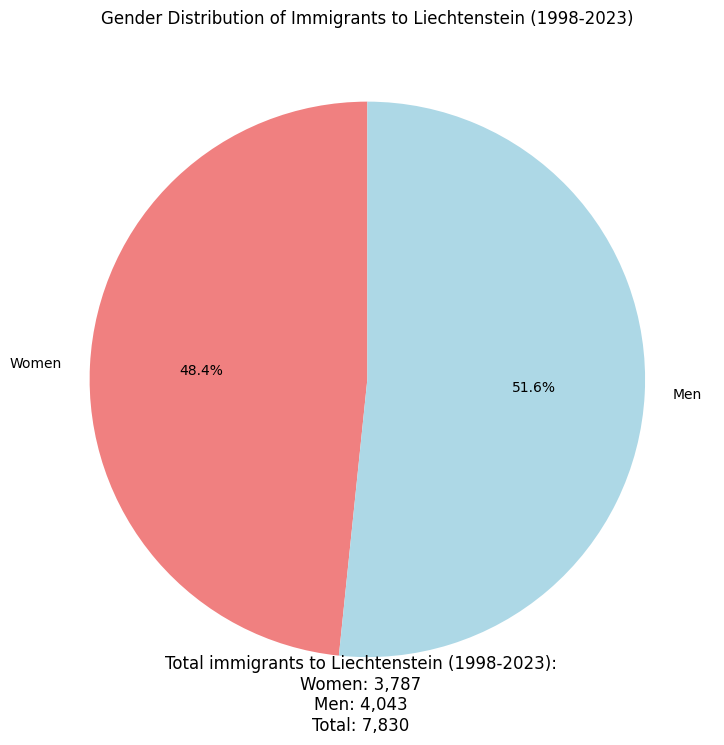 Gender Distribution of Immigrants to Liechtenstein (1998-2023)
Women
48.4%
51.6%
Men
Total immigrants to Liechtenstein (1998-2023):
Women: 3,787
Men: 4,043
Total: 7,830